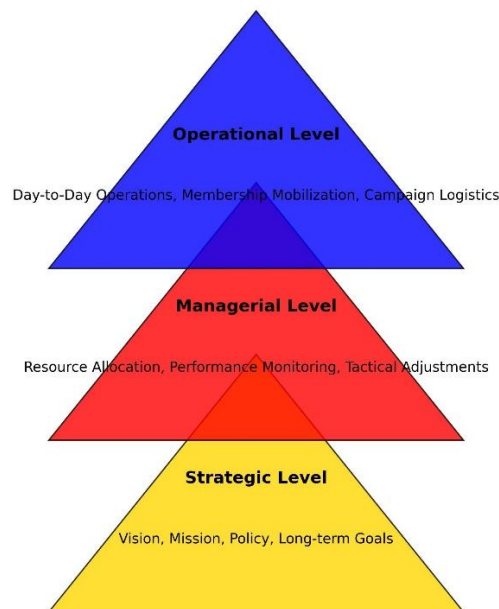 Operational Level
Day-to-Day Operations, Membership Mobilization, Campaign Logistics
Managerial Level
Resource Allocation, Performance Monitoring, Tactical Adjustments
Strategic Level
Vision, Mission, Policy, Long-term Goals